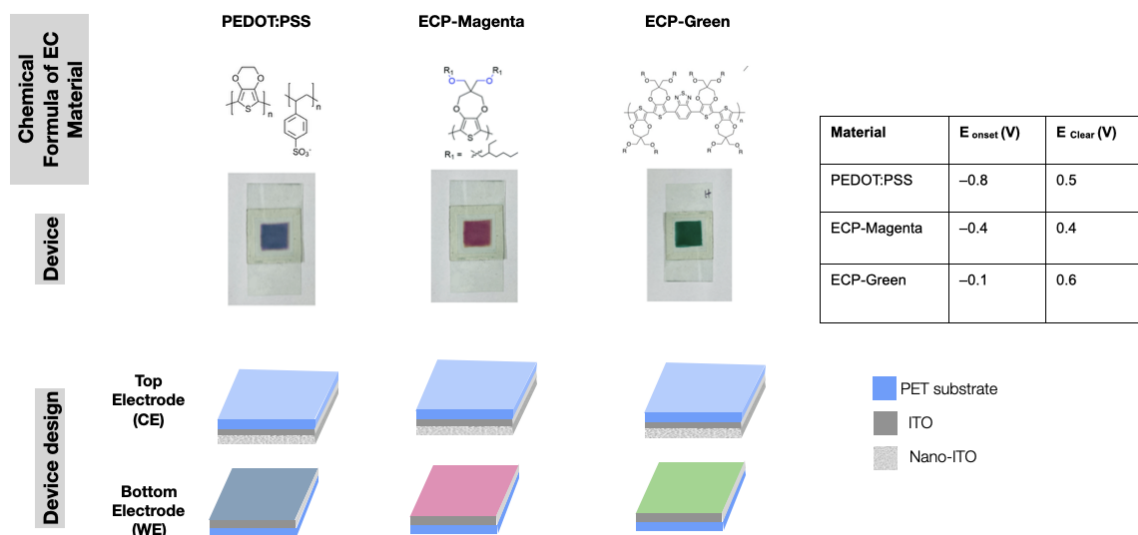 PEDOT:PSS
ECP-Magenta
ECP-Green
Chemical
Formula of EC
Material
O O
S
n
n
SO₃⁻
R₁ R₁
O O
O O
S
n
R₁ =
R R R R
O O O O
N S N
O O O O
S S S S
n
O O O O
O O O O
R R R R
Material E onset (V) E Clear (V)
PEDOT:PSS –0.8 0.5
ECP-Magenta –0.4 0.4
ECP-Green –0.1 0.6
Device
Device design
Top
Electrode
(CE)
Bottom
Electrode
(WE)
PET substrate
ITO
Nano-ITO